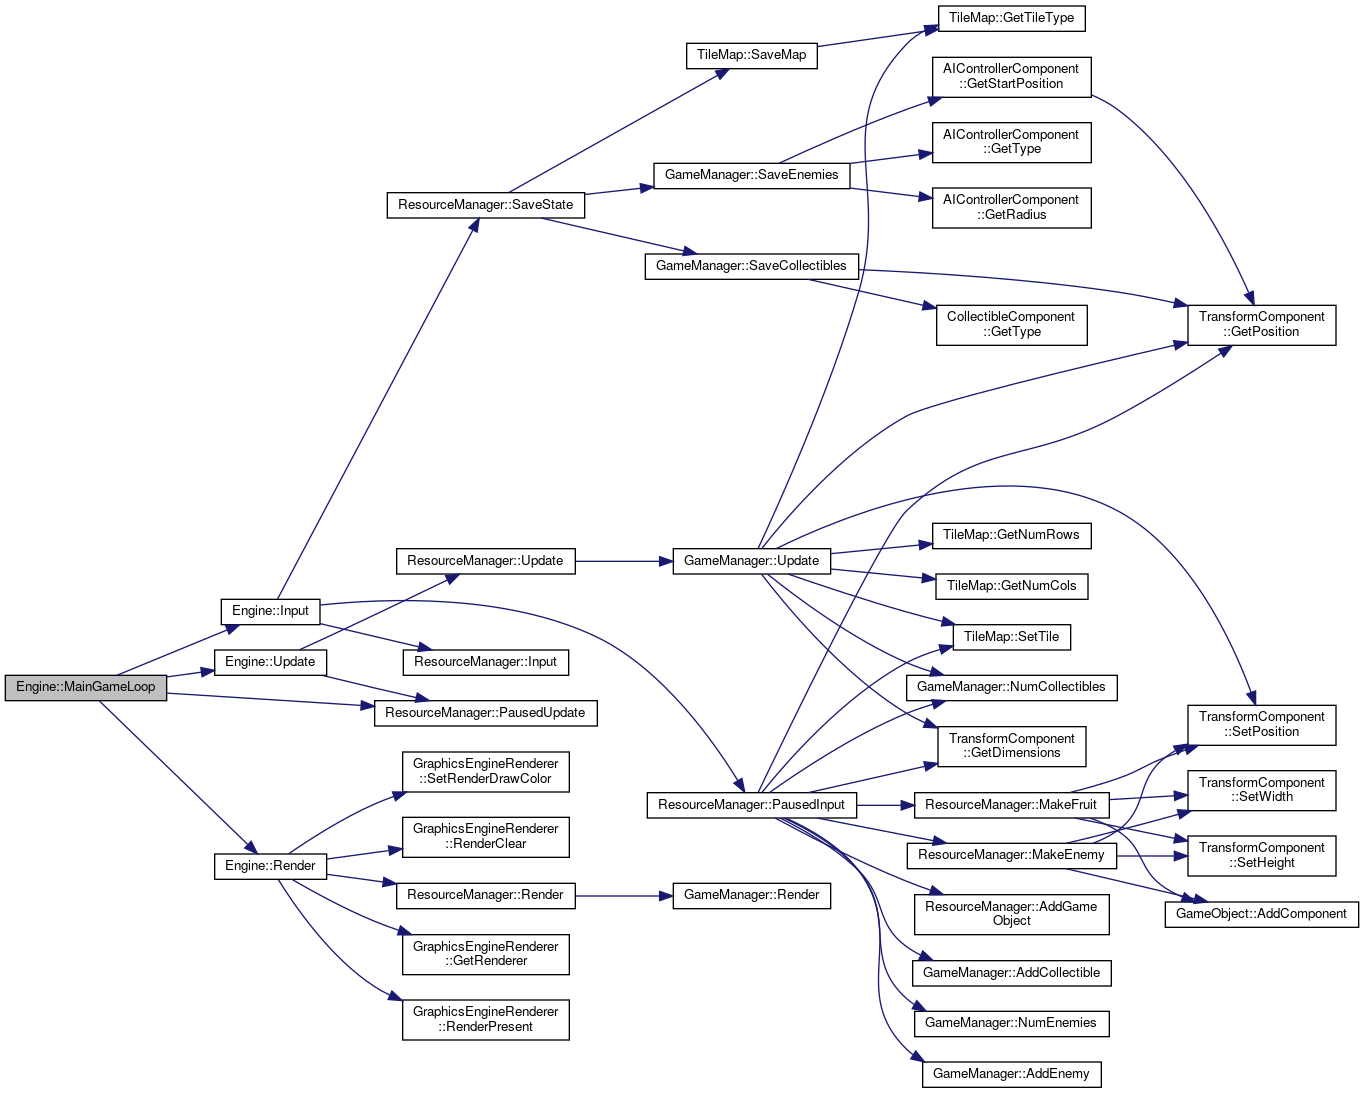 TileMap::GetTileType
TileMap::SaveMap
AIControllerComponent
::GetStartPosition
AIControllerComponent
::GetType
GameManager::SaveEnemies
AIControllerComponent
::GetRadius
ResourceManager::SaveState
GameManager::SaveCollectibles
CollectibleComponent
::GetType
TransformComponent
::GetPosition
TileMap::GetNumRows
ResourceManager::Update
GameManager::Update
TileMap::GetNumCols
Engine::Input
TileMap::SetTile
Engine::Update
ResourceManager::Input
Engine::MainGameLoop
GameManager::NumCollectibles
ResourceManager::PausedUpdate
TransformComponent
::SetPosition
TransformComponent
::GetDimensions
GraphicsEngineRenderer
::SetRenderDrawColor
TransformComponent
::SetWidth
ResourceManager::PausedInput
ResourceManager::MakeFruit
GraphicsEngineRenderer
::RenderClear
TransformComponent
::SetHeight
ResourceManager::MakeEnemy
Engine::Render
ResourceManager::Render
GameManager::Render
ResourceManager::AddGame
Object
GameObject::AddComponent
GraphicsEngineRenderer
::GetRenderer
GameManager::AddCollectible
GraphicsEngineRenderer
::RenderPresent
GameManager::NumEnemies
GameManager::AddEnemy